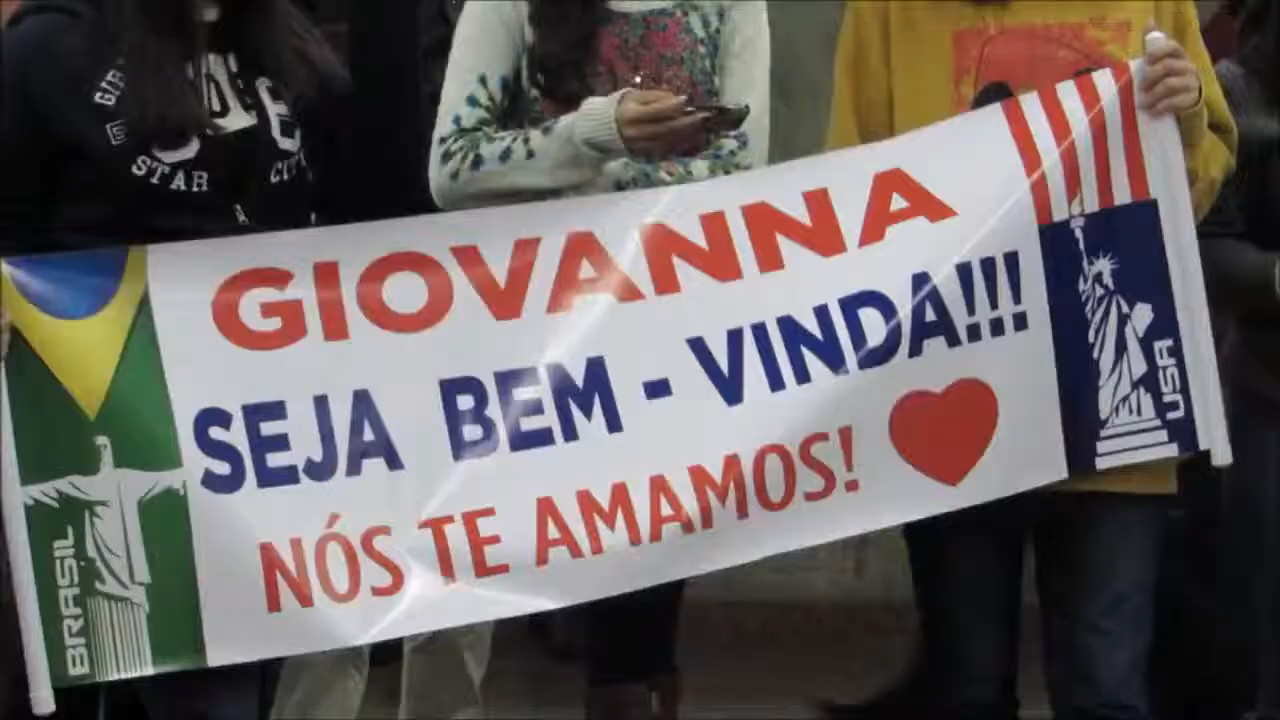 GIOVANNA
SEJA BEM - VINDA!!!
NÓS TE AMAMOS!
BRASIL
USA
STAR